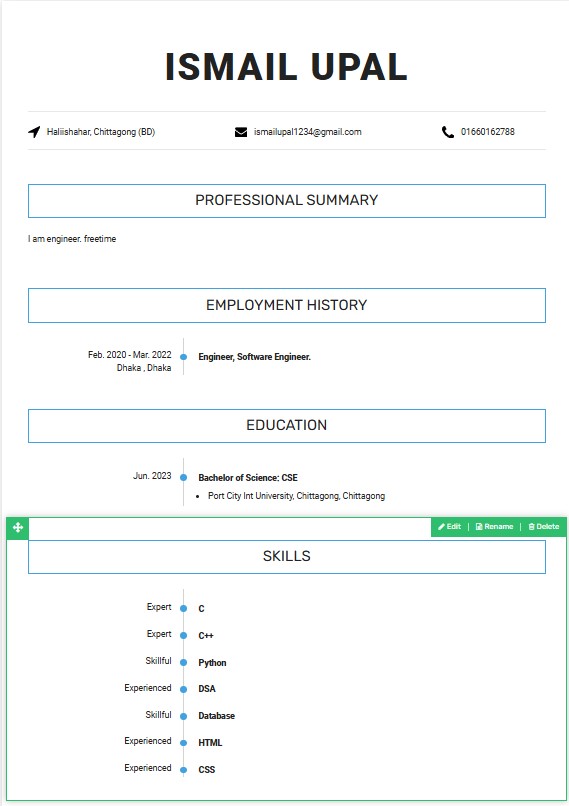 ISMAIL UPAL
Haliishahar, Chittagong (BD)
ismailupal1234@gmail.com
01660162788
PROFESSIONAL SUMMARY
I am engineer. freetime
EMPLOYMENT HISTORY
Feb. 2020 - Mar. 2022
Dhaka , Dhaka
Engineer, Software Engineer.
EDUCATION
Jun. 2023
Bachelor of Science: CSE
• Port City Int University, Chittagong, Chittagong
Edit | Rename | Delete
SKILLS
Expert C
Expert C++
Skillful Python
Experienced DSA
Skillful Database
Experienced HTML
Experienced CSS